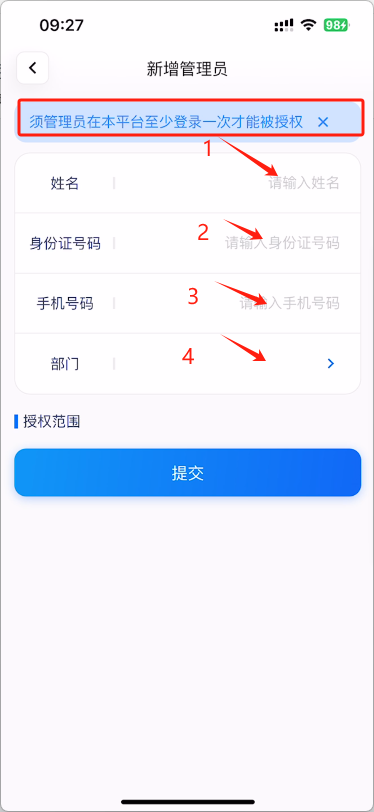 09:27
98
新增管理员
须管理员在本平台至少登录一次才能被授权 ×
1
姓名 请输入姓名
2
身份证号码 请输入身份证号码
3
手机号码 请输入手机号码
4
部门
授权范围
提交